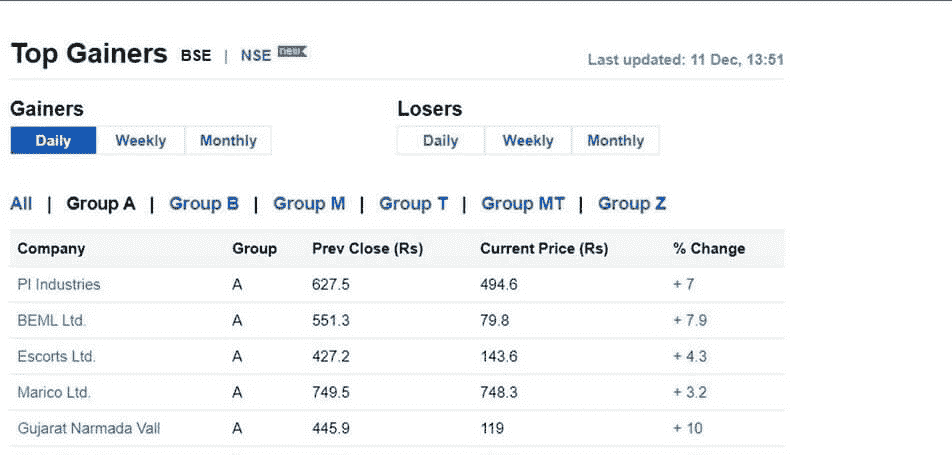 Top Gainers BSE | NSE new
Last updated: 11 Dec, 13:51
Gainers
Daily Weekly Monthly
Losers
Daily Weekly Monthly
All | Group A | Group B | Group M | Group T | Group MT | Group Z
Company Group Prev Close (Rs) Current Price (Rs) % Change
PI Industries A 627.5 494.6 + 7
BEML Ltd. A 551.3 79.8 + 7.9
Escorts Ltd. A 427.2 143.6 + 4.3
Marico Ltd. A 749.5 748.3 + 3.2
Gujarat Narmada Vall A 445.9 119 + 10